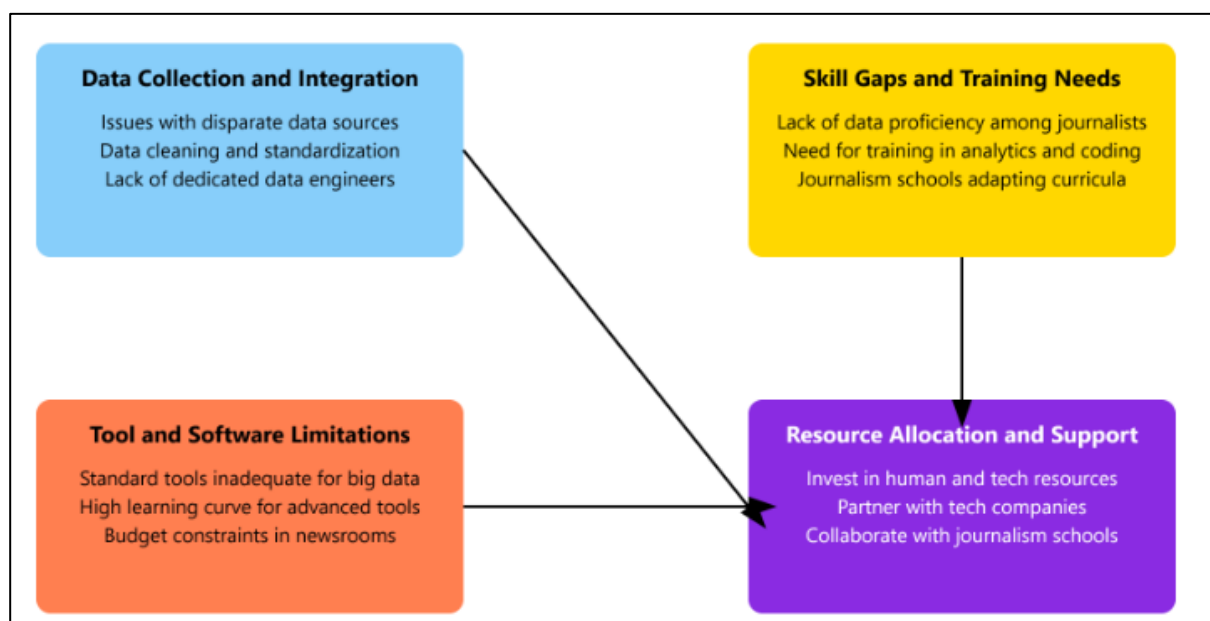 Data Collection and Integration
Issues with disparate data sources
Data cleaning and standardization
Lack of dedicated data engineers
Skill Gaps and Training Needs
Lack of data proficiency among journalists
Need for training in analytics and coding
Journalism schools adapting curricula
Tool and Software Limitations
Standard tools inadequate for big data
High learning curve for advanced tools
Budget constraints in newsrooms
Resource Allocation and Support
Invest in human and tech resources
Partner with tech companies
Collaborate with journalism schools